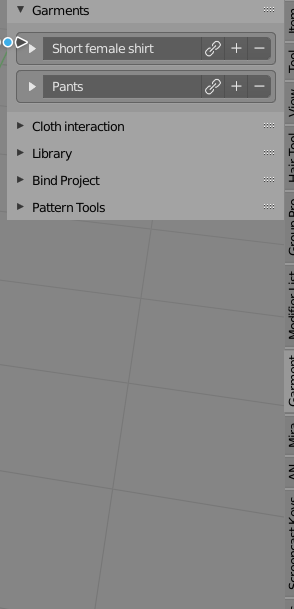 Garments
Short female shirt
Pants
Cloth interaction
Library
Bind Project
Pattern Tools
Item
Tool
View
Hair Tool
Group Pro
Modifier List
Garment
Mira
AN
Screencast Keys